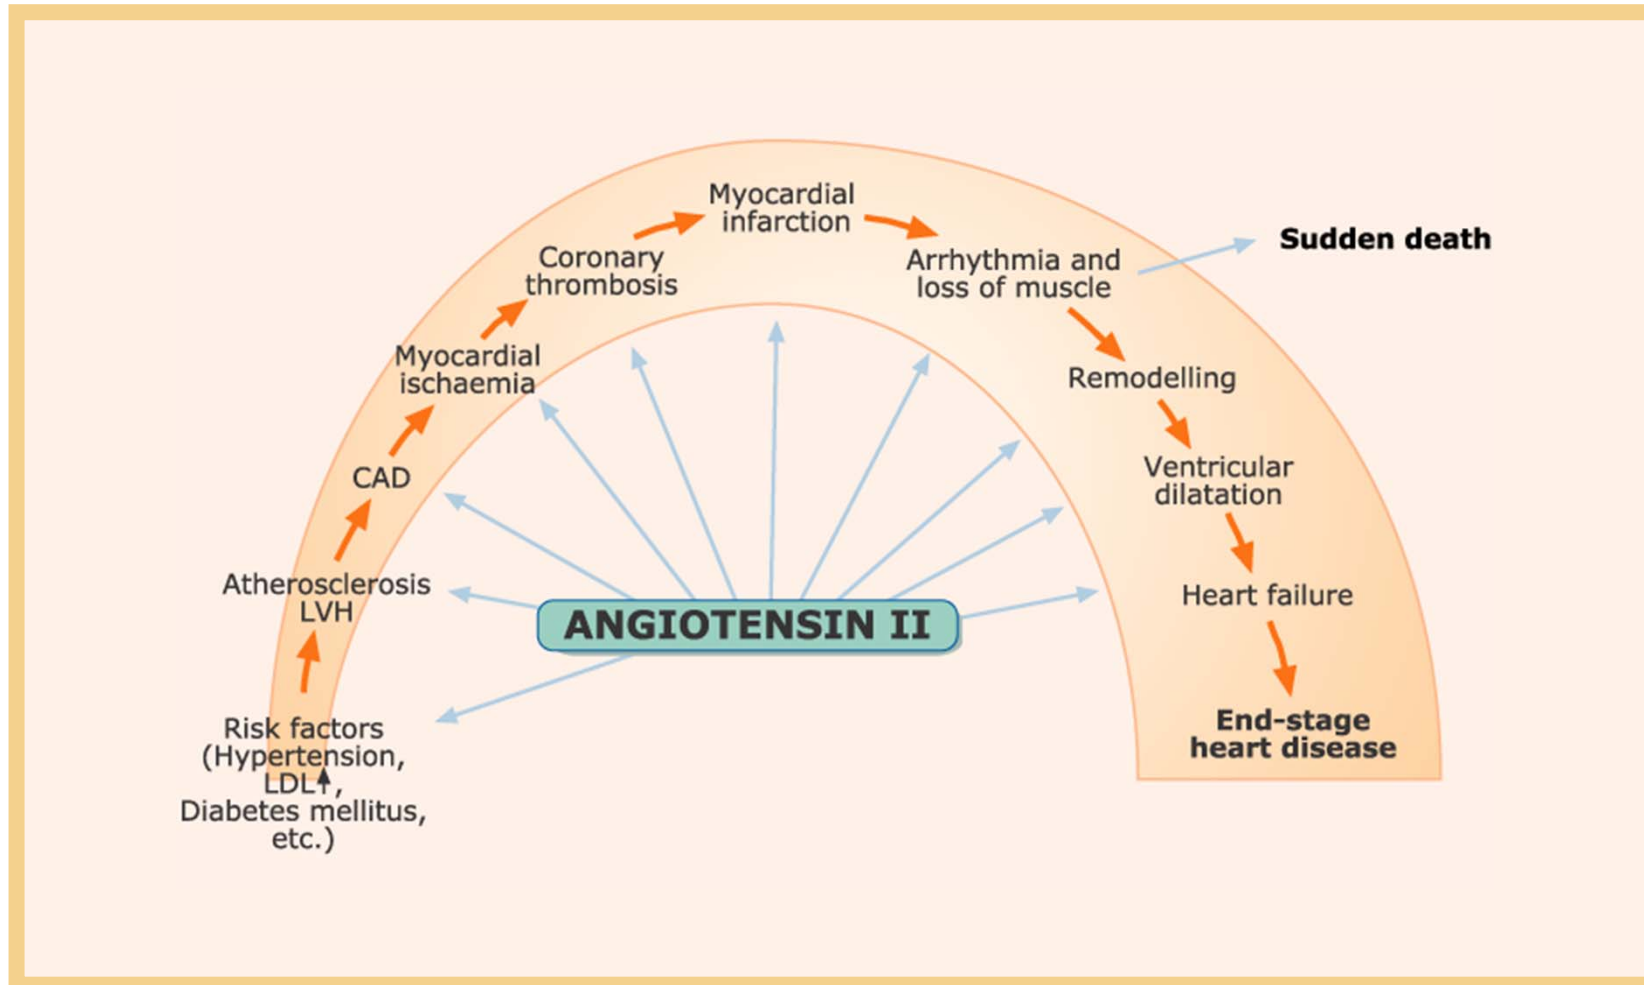 Risk factors
(Hypertension,
LDL↑,
Diabetes mellitus,
etc.)
Atherosclerosis
LVH
CAD
Myocardial
ischaemia
Coronary
thrombosis
Myocardial
infarction
Arrhythmia and
loss of muscle
Sudden death
Remodelling
Ventricular
dilatation
Heart failure
End-stage
heart disease
ANGIOTENSIN II